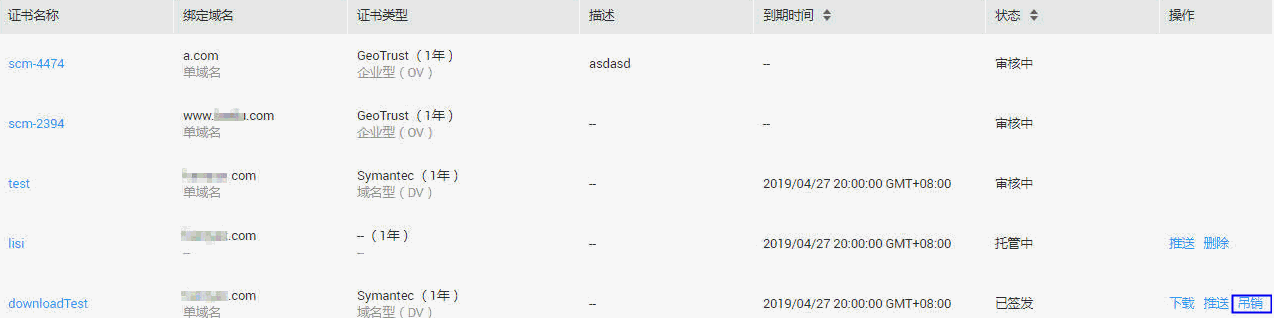 证书名称 绑定域名 证书类型 描述 到期时间 状态 操作
scm-4474 a.com GeoTrust（1年） asdasd -- 审核中
单域名 企业型（OV）
scm-2394 www. .com GeoTrust（1年） -- -- 审核中
单域名 企业型（OV）
test .com Symantec（1年） -- 2019/04/27 20:00:00 GMT+08:00 审核中
单域名 域名型（DV）
lisi .com --（1年） -- 2019/04/27 20:00:00 GMT+08:00 托管中 推送 删除
-- --
downloadTest .com Symantec（1年） -- 2019/04/27 20:00:00 GMT+08:00 已签发 下载 推送 吊销
单域名 域名型（DV）